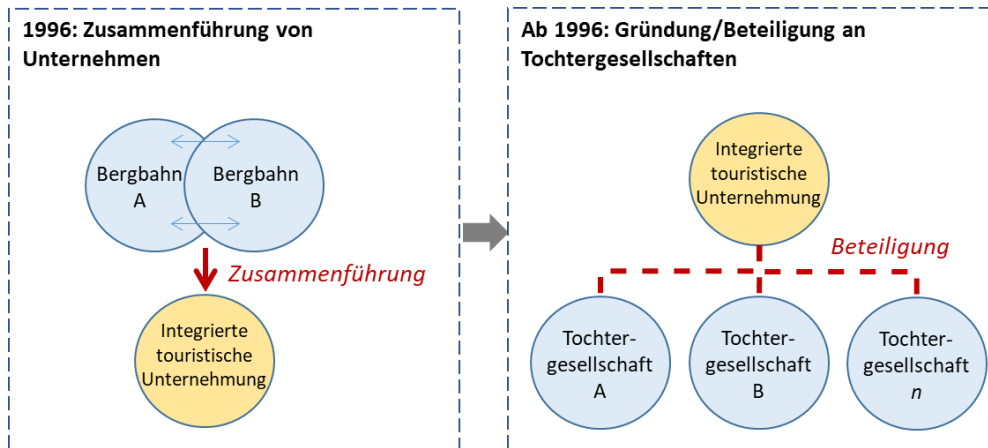 1996: Zusammenführung von
Unternehmen
Bergbahn
A
Bergbahn
B
Zusammenführung
Integrierte
touristische
Unternehmung
Ab 1996: Gründung/Beteiligung an
Tochtergesellschaften
Integrierte
touristische
Unternehmung
Beteiligung
Tochter-
gesellschaft
A
Tochter-
gesellschaft
B
Tochter-
gesellschaft
n